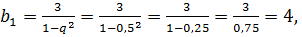 b₁ = 3/(1−q²) = 3/(1−0,5²) = 3/(1−0,25) = 3/0,75 = 4,